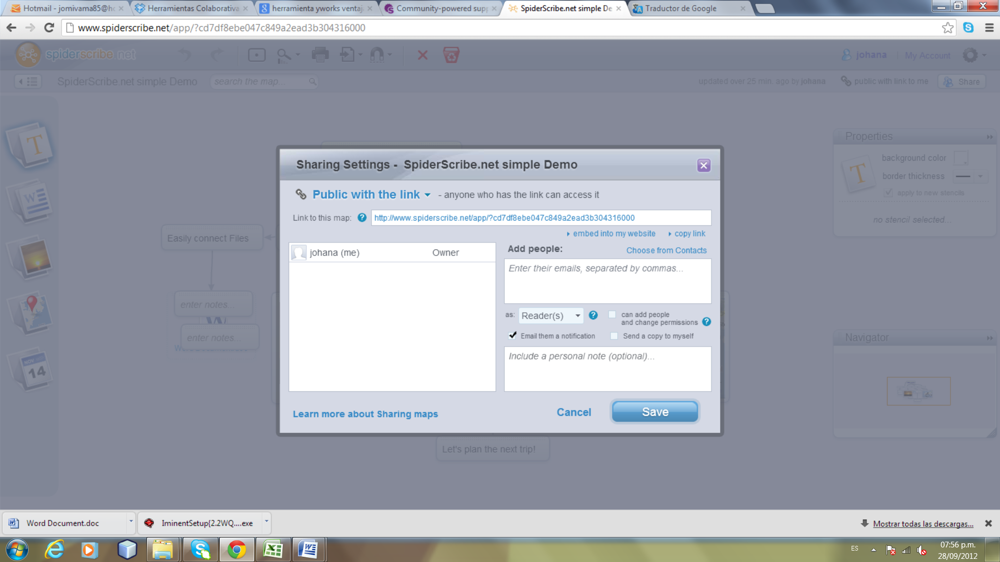 Hotmail - jomivama85@h
Herramientas Colaborativa
herramienta yworks ventaj
Community-powered supp
SpiderScribe.net simple De
Traductor de Google
www.spiderscribe.net/app/?cd7df8ebe047c849a2ead3b304316000
spiderscribe.net
johana
My Account
SpiderScribe.net simple Demo
search the map...
updated over 25 min. ago by johana
public with link to me
Share
T
W
NOV
14
Properties
T
background color
border thickness
apply to new stencils
no stencil selected...
Easily connect Files
enter notes...
W
enter notes...
Sharing Settings - SpiderScribe.net simple Demo
Public with the link - anyone who has the link can access it
Link to this map: ? http://www.spiderscribe.net/app/?cd7df8ebe047c849a2ead3b304316000
embed into my website
copy link
johana (me) Owner
Add people:
Choose from Contacts
Enter their emails, separated by commas...
as: Reader(s) ?
can add people
and change permissions ?
Email them a notification
Send a copy to myself
Include a personal note (optional)...
Learn more about Sharing maps
Cancel
Save
Navigator
Let's plan the next trip!
Word Document.doc
IminentSetup{2.2WQ....exe
Mostrar todas las descargas...
ES
07:56 p.m.
28/09/2012